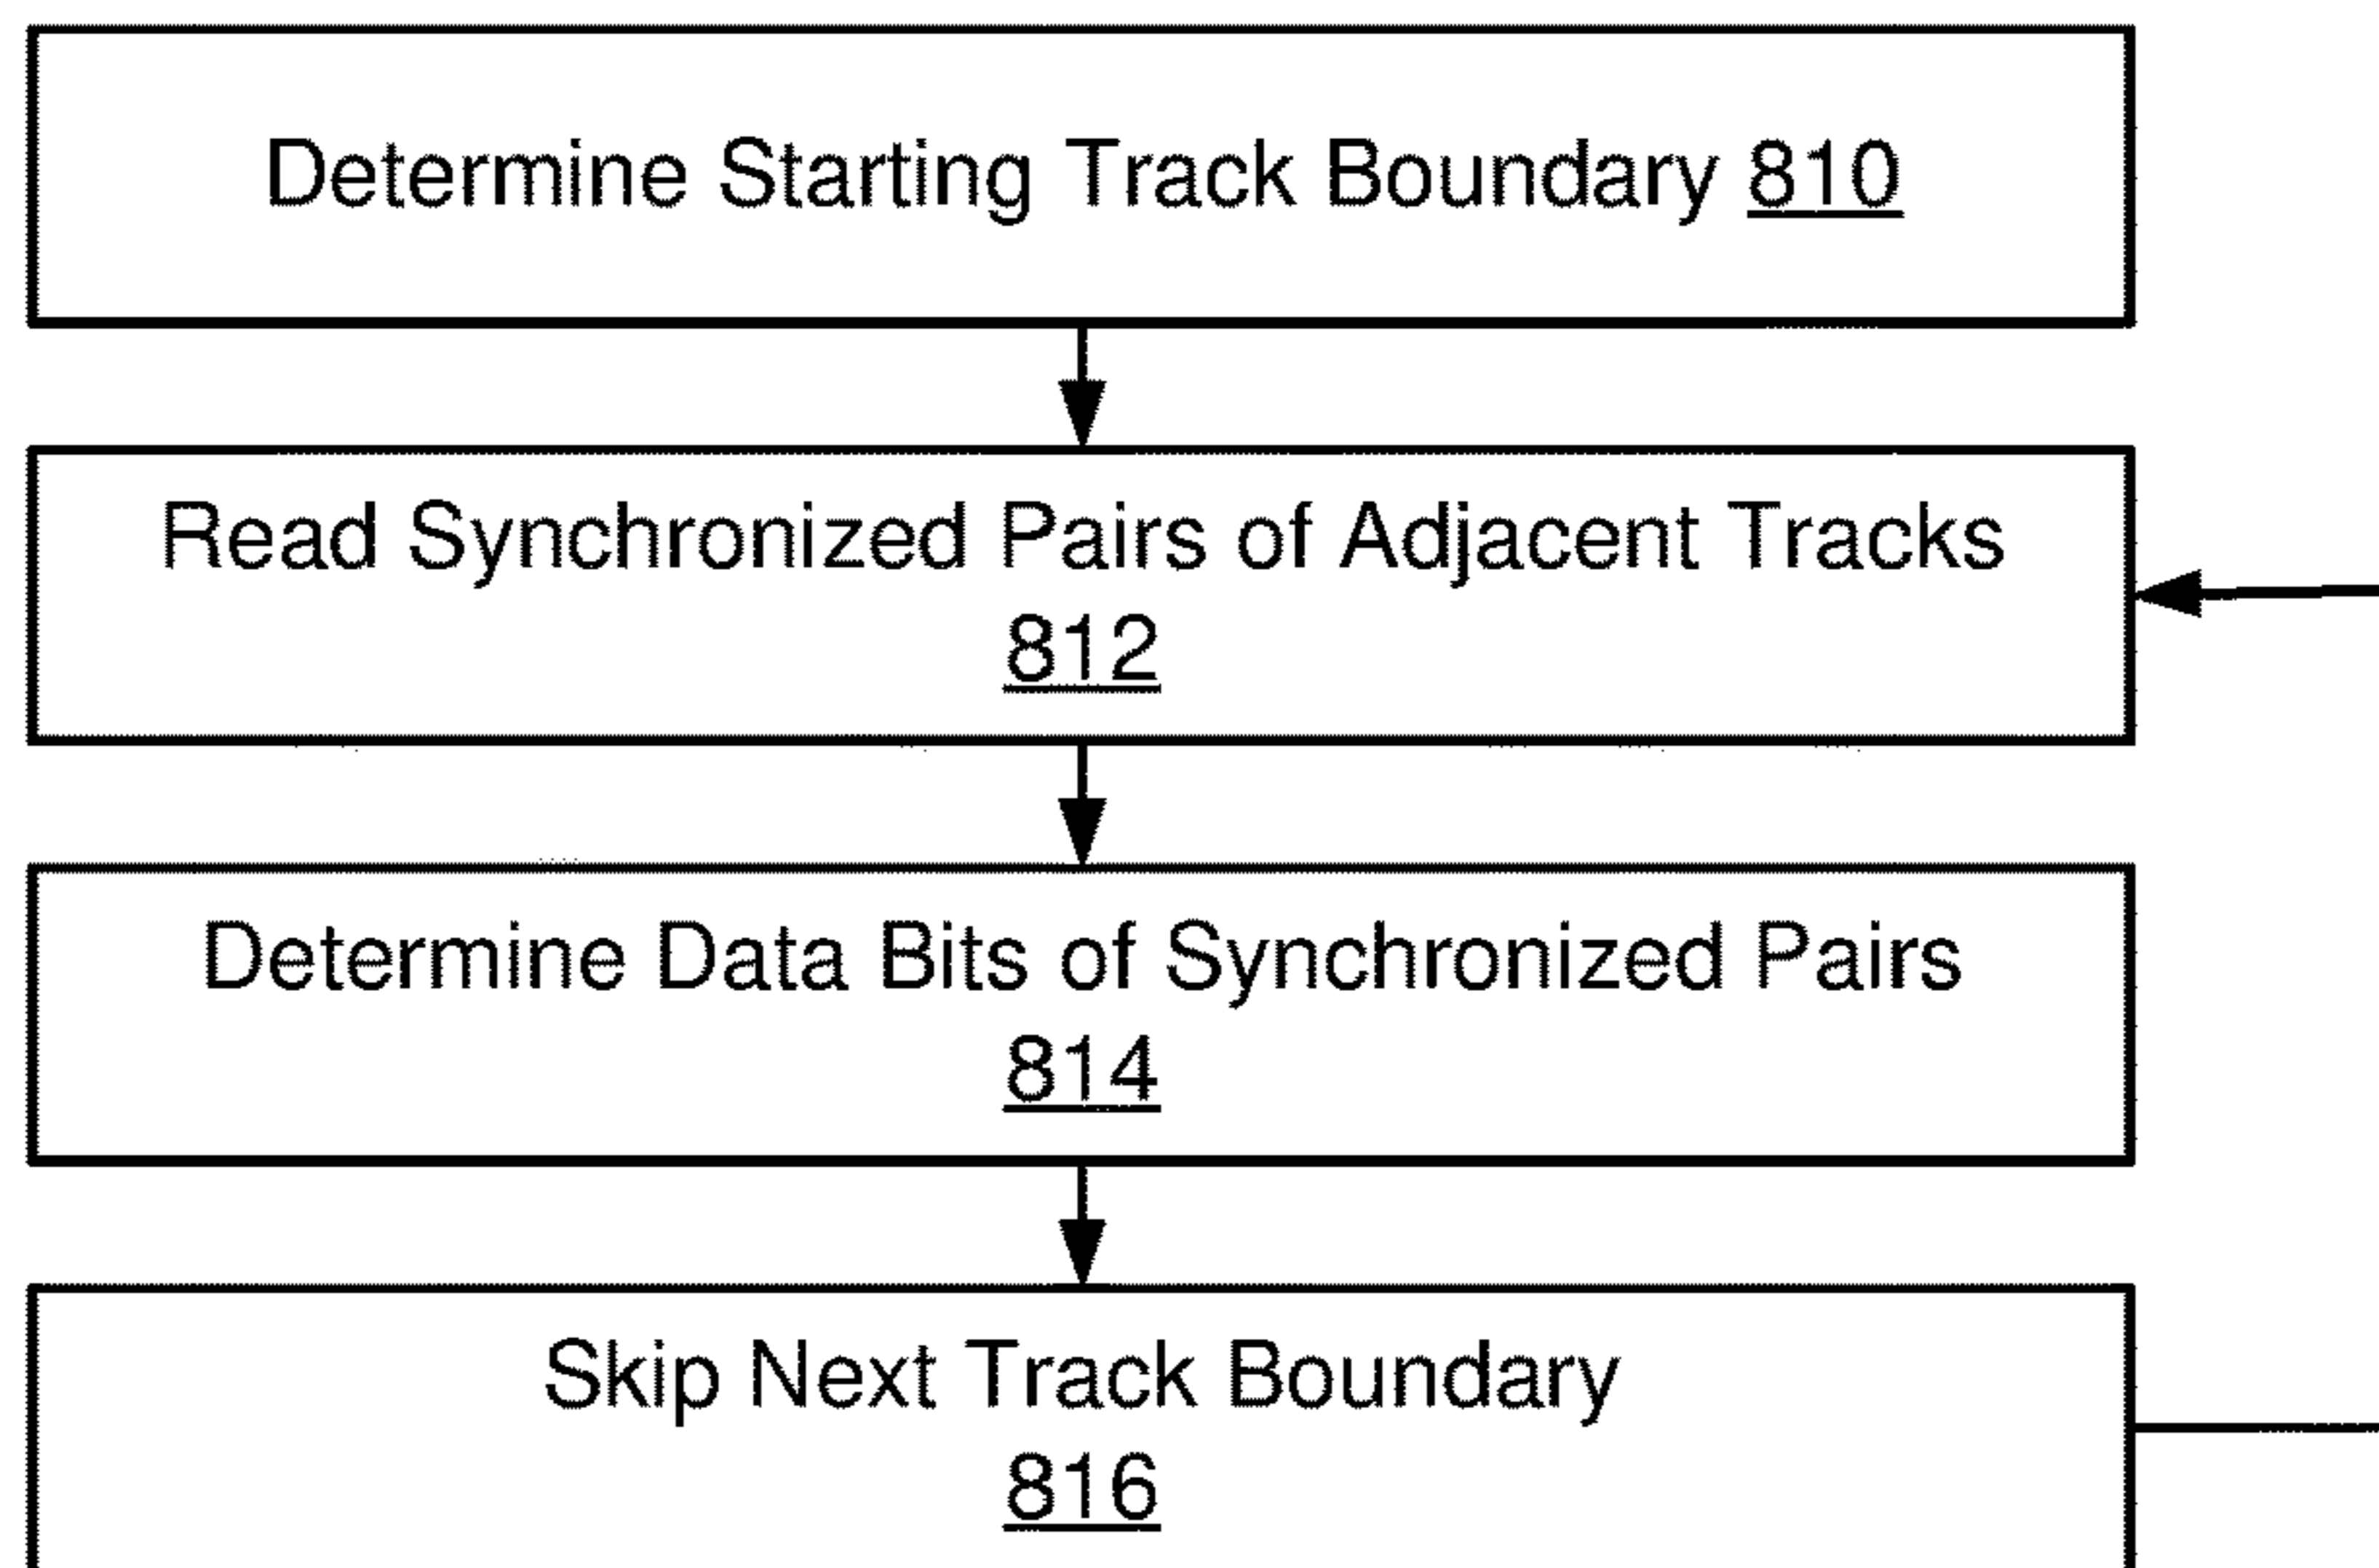 Determine Starting Track Boundary 810
Read Synchronized Pairs of Adjacent Tracks
812
Determine Data Bits of Synchronized Pairs
814
Skip Next Track Boundary
816